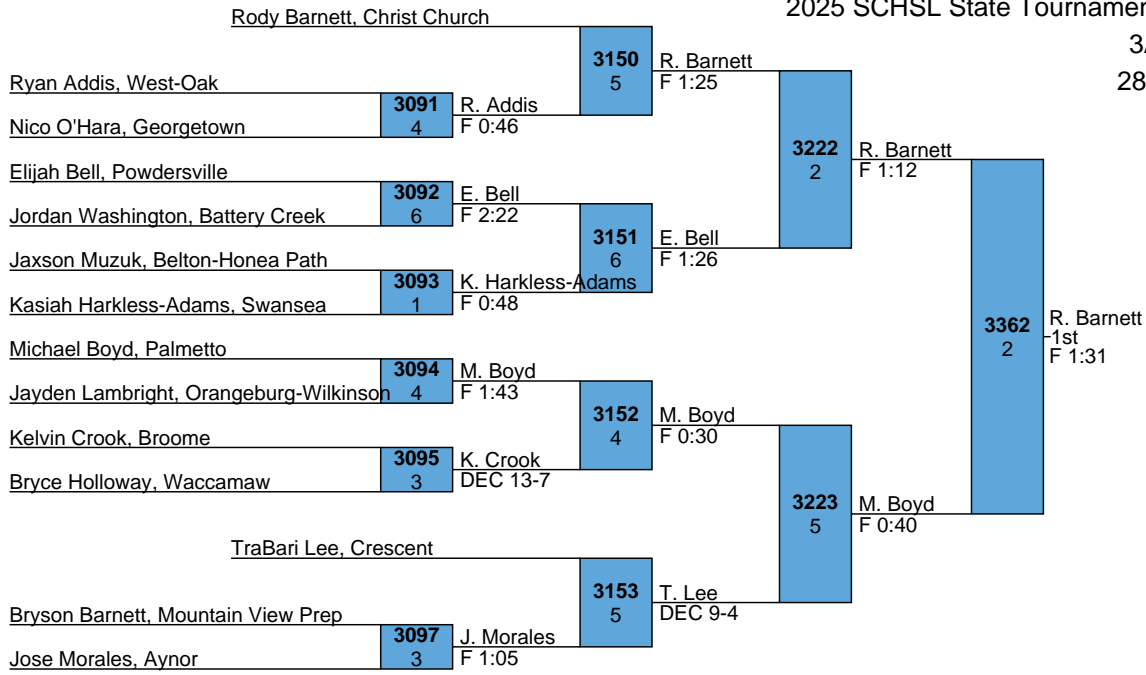 2025 SCHSL State Tournamen
3A
28
Rody Barnett, Christ Church
3150
5
R. Barnett
F 1:25
Ryan Addis, West-Oak
3091
4
R. Addis
F 0:46
Nico O'Hara, Georgetown
3222
2
R. Barnett
F 1:12
Elijah Bell, Powdersville
3092
6
E. Bell
F 2:22
Jordan Washington, Battery Creek
3151
6
E. Bell
F 1:26
Jaxson Muzuk, Belton-Honea Path
3093
1
K. Harkless-Adams
F 0:48
Kasiah Harkless-Adams, Swansea
3362
2
R. Barnett
1st
F 1:31
Michael Boyd, Palmetto
3094
4
M. Boyd
F 1:43
Jayden Lambright, Orangeburg-Wilkinson
3152
4
M. Boyd
F 0:30
Kelvin Crook, Broome
3095
3
K. Crook
DEC 13-7
Bryce Holloway, Waccamaw
3223
5
M. Boyd
F 0:40
TraBari Lee, Crescent
3153
5
T. Lee
DEC 9-4
Bryson Barnett, Mountain View Prep
3097
3
J. Morales
F 1:05
Jose Morales, Aynor